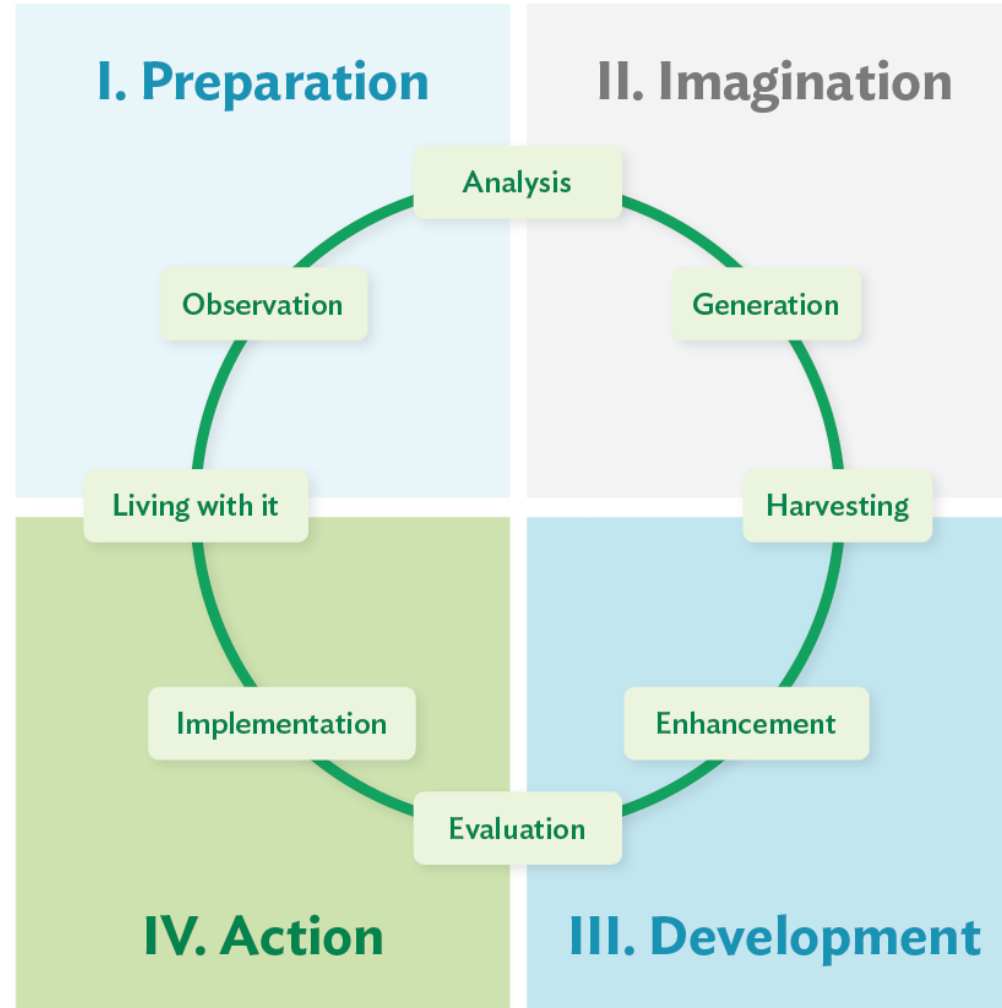 I. Preparation
II. Imagination
Analysis
Observation
Generation
Living with it
Harvesting
Implementation
Enhancement
Evaluation
IV. Action
III. Development